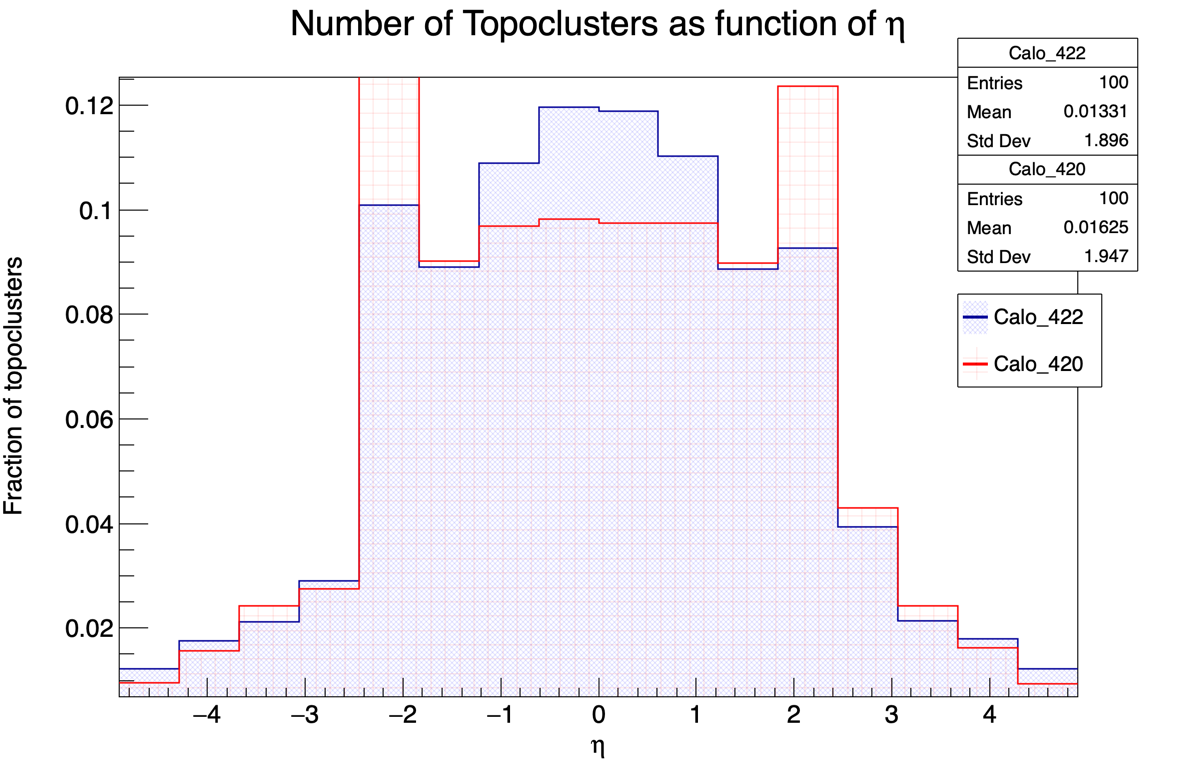 Number of Topoclusters as function of η
Calo_422
Entries 100
Mean 0.01331
Std Dev 1.896
Calo_420
Entries 100
Mean 0.01625
Std Dev 1.947
Calo_422
Calo_420
Fraction of topoclusters
0.12
0.1
0.08
0.06
0.04
0.02
−4 −3 −2 −1 0 1 2 3 4
η